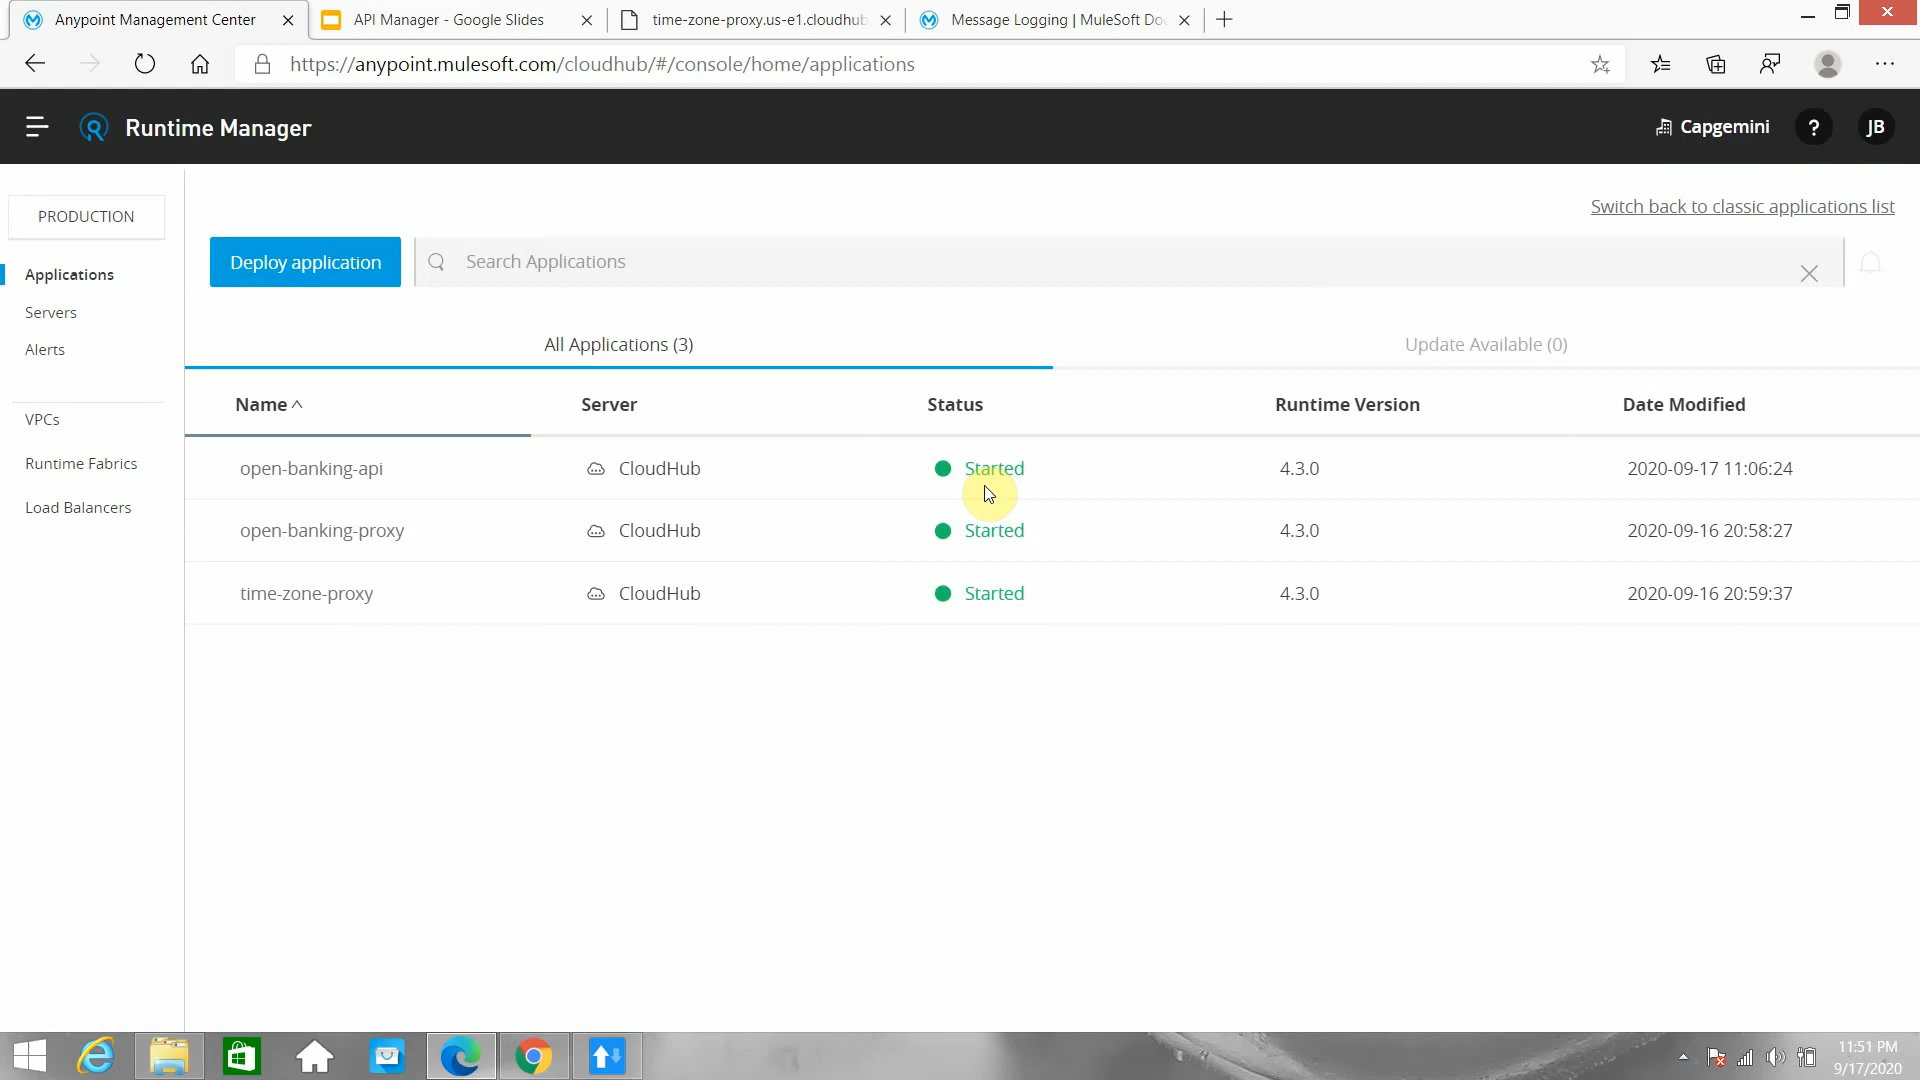 Anypoint Management Center
API Manager - Google Slides
time-zone-proxy.us-e1.cloudhub
Message Logging | MuleSoft Do
https://anypoint.mulesoft.com/cloudhub/#/console/home/applications
Runtime Manager
Capgemini
?
JB
PRODUCTION
Switch back to classic applications list
Deploy application
Search Applications
Applications
Servers
Alerts
VPCs
Runtime Fabrics
Load Balancers
All Applications (3)
Update Available (0)
Name Server Status Runtime Version Date Modified
open-banking-api CloudHub Started 4.3.0 2020-09-17 11:06:24
open-banking-proxy CloudHub Started 4.3.0 2020-09-16 20:58:27
time-zone-proxy CloudHub Started 4.3.0 2020-09-16 20:59:37
11:51 PM
9/17/2020